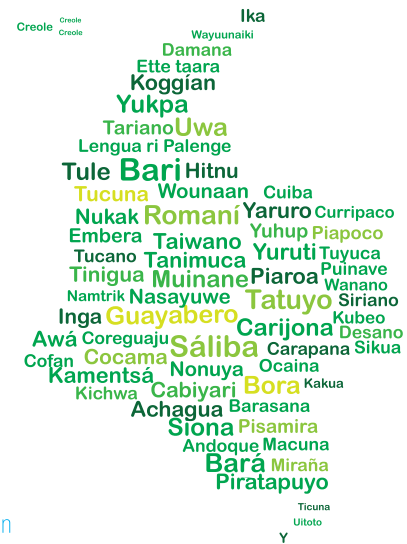 Ika
Creole Creole
Creole
Wayuunaiki
Damana
Ette taara
Koggían
Yukpa
Tariano Uwa
Lengua ri Palenge
Tule Bari Hitnu
Tucuna Wounaan Cuiba
Nukak Romaní Yaruro Curripaco
Embera Taiwano Yuhup Piapoco
Tucano Tanimuca Yuruti Tuyuca
Tinigua Muinane Piaroa Puinave
Wanano
Namtrik Nasayuwe Tatuyo Siriano
Inga Guayabero Carijona Kubeo
Awá Coreguaju Sáliba Carapana Desano
Sikua
Cofan Cocama Nonuya Ocaina
Kamentsá Cabiyari Bora Kakua
Kichwa
Achagua Barasana
Siona Pisamira
Andoque Macuna
Bará Miraña
Piratapuyo
Ticuna
Uitoto
n
Y